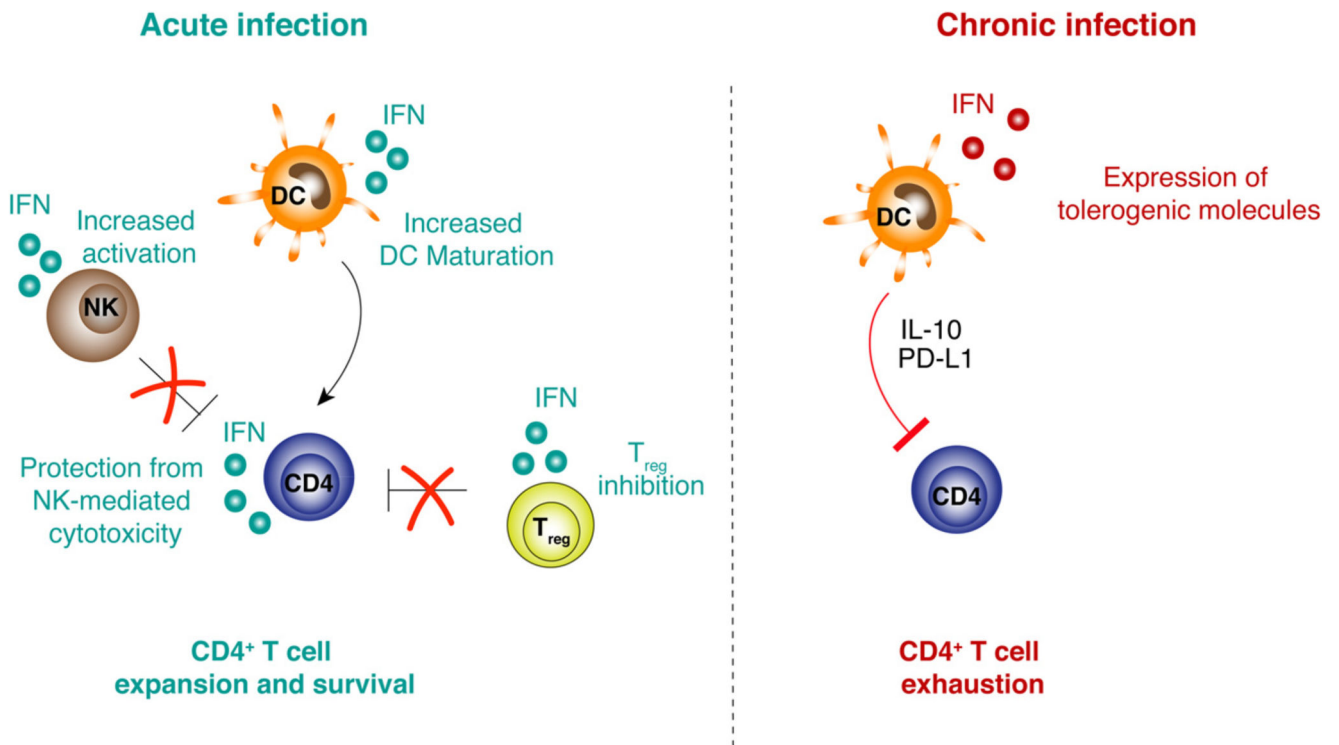 Acute infection
IFN
DC
Increased
DC Maturation
IFN
Increased
activation
NK
IFN
Protection from
NK-mediated
cytotoxicity
CD4
IFN
T reg
inhibition
T reg
CD4⁺ T cell
expansion and survival
Chronic infection
IFN
DC
Expression of
tolerogenic molecules
IL-10
PD-L1
CD4
CD4⁺ T cell
exhaustion